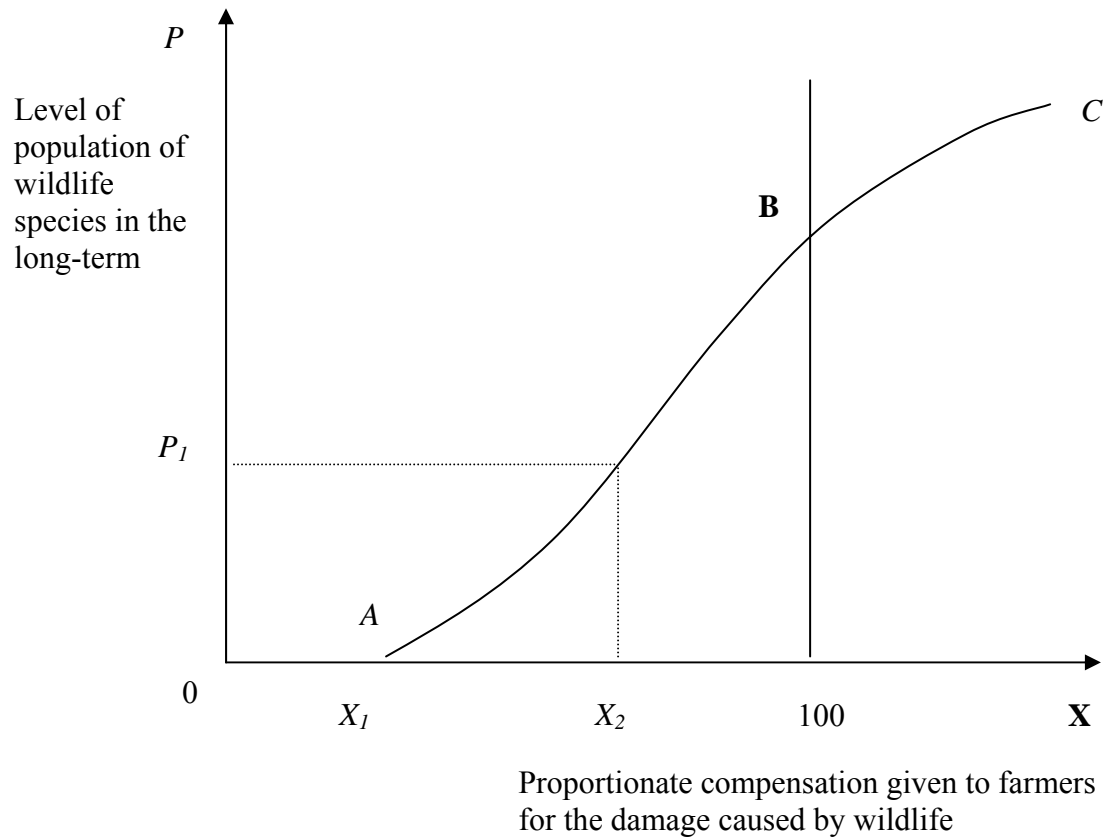 P
Level of
population of
wildlife
species in the
long-term
C
B
P1
A
0
X1 X2 100 X
Proportionate compensation given to farmers
for the damage caused by wildlife